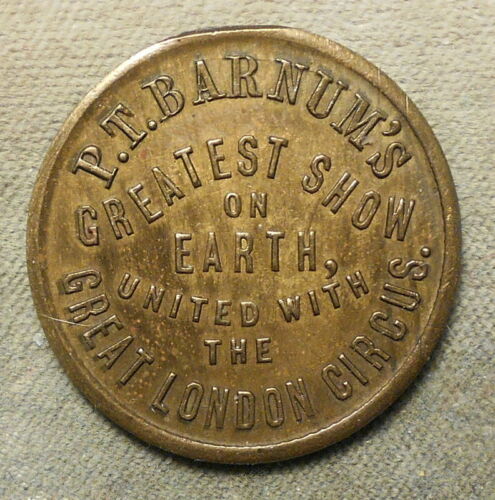 P.T.BARNUM'S
GREATEST SHOW
ON
EARTH,
UNITED WITH
THE
GREAT LONDON CIRCUS.